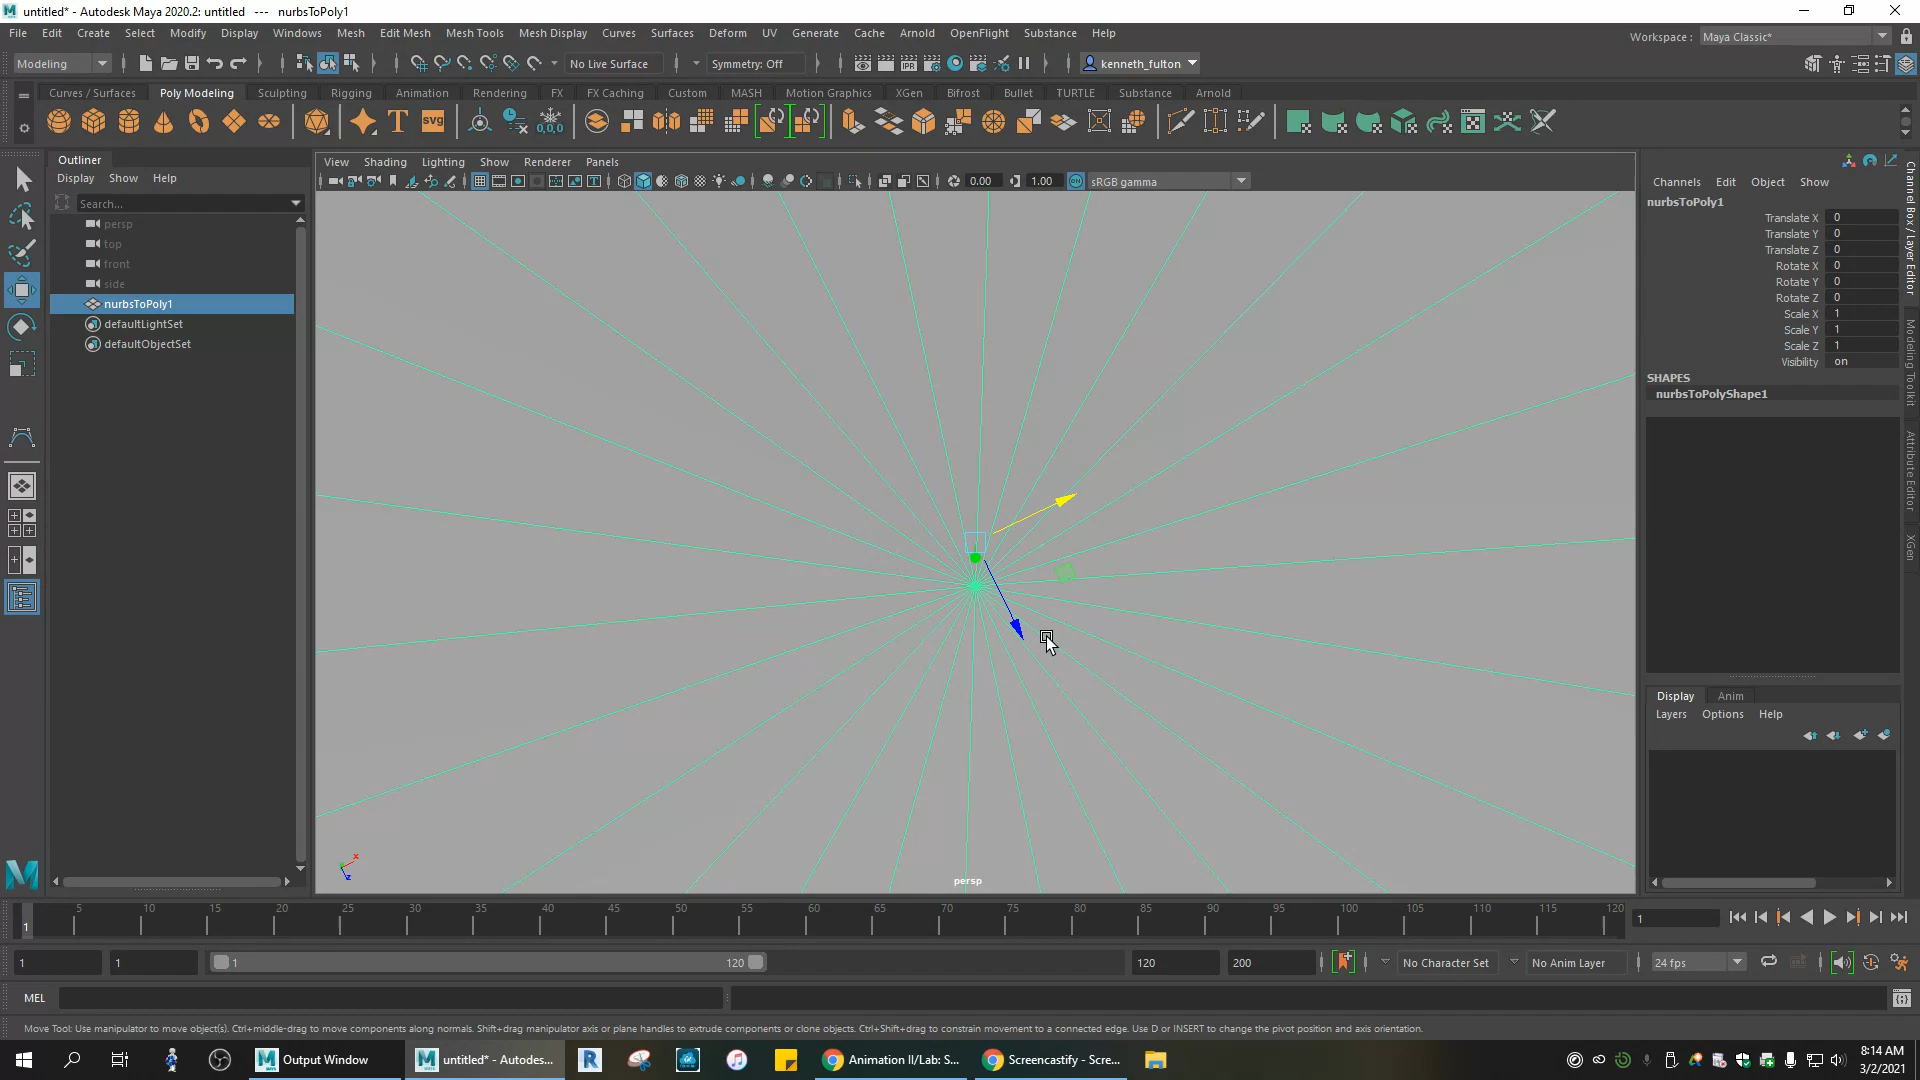 untitled* - Autodesk Maya 2020.2: untitled   ---   nurbsToPoly1
File Edit Create Select Modify Display Windows Mesh Edit Mesh Mesh Tools Mesh Display Curves Surfaces Deform UV Generate Cache Arnold OpenFlight Substance Help
Workspace : Maya Classic*
Modeling No Live Surface Symmetry: Off kenneth_fulton
Curves / Surfaces Poly Modeling Sculpting Rigging Animation Rendering FX FX Caching Custom MASH Motion Graphics XGen Bifrost Bullet TURTLE Substance Arnold
T svg 0,0,0
Outliner
Display Show Help
Search...
persp
top
front
side
nurbsToPoly1
defaultLightSet
defaultObjectSet
View Shading Lighting Show Renderer Panels
0.00 1.00 sRGB gamma
persp
x
z
Channels Edit Object Show
nurbsToPoly1
Translate X 0
Translate Y 0
Translate Z 0
Rotate X 0
Rotate Y 0
Rotate Z 0
Scale X 1
Scale Y 1
Scale Z 1
Visibility on
SHAPES
nurbsToPolyShape1
Display Anim
Layers Options Help
Channel Box / Layer Editor
Modeling Toolkit
Attribute Editor
XGen
1 5 10 15 20 25 30 35 40 45 50 55 60 65 70 75 80 85 90 95 100 105 110 115 120
1
1 1 1 120 120 200 No Character Set No Anim Layer 24 fps
MEL
Move Tool: Use manipulator to move object(s). Ctrl+middle-drag to move components along normals. Shift+drag manipulator axis or plane handles to extrude components or clone objects. Ctrl+Shift+drag to constrain movement to a connected edge. Use D or INSERT to change the pivot position and axis orientation.
Output Window untitled* - Autodes... Animation II/Lab: S... Screencastify - Scre...
8:14 AM
3/2/2021